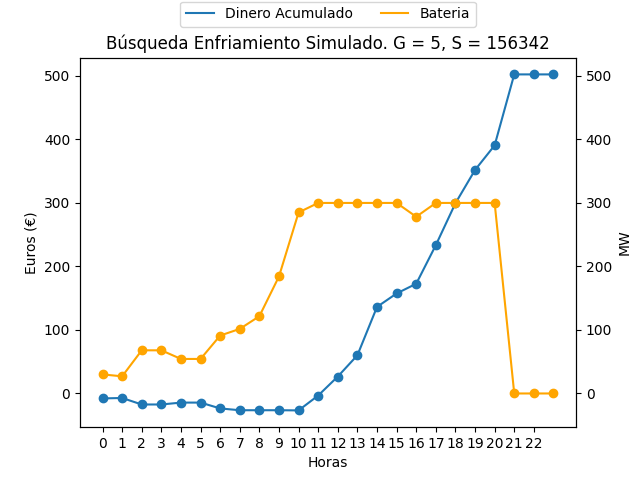 Dinero Acumulado Bateria
Búsqueda Enfriamiento Simulado. G = 5, S = 156342
500 500
400 400
300 300
200 200
100 100
0 0
Euros (€)
MW
0 1 2 3 4 5 6 7 8 9 10 11 12 13 14 15 16 17 18 19 20 21 22
Horas